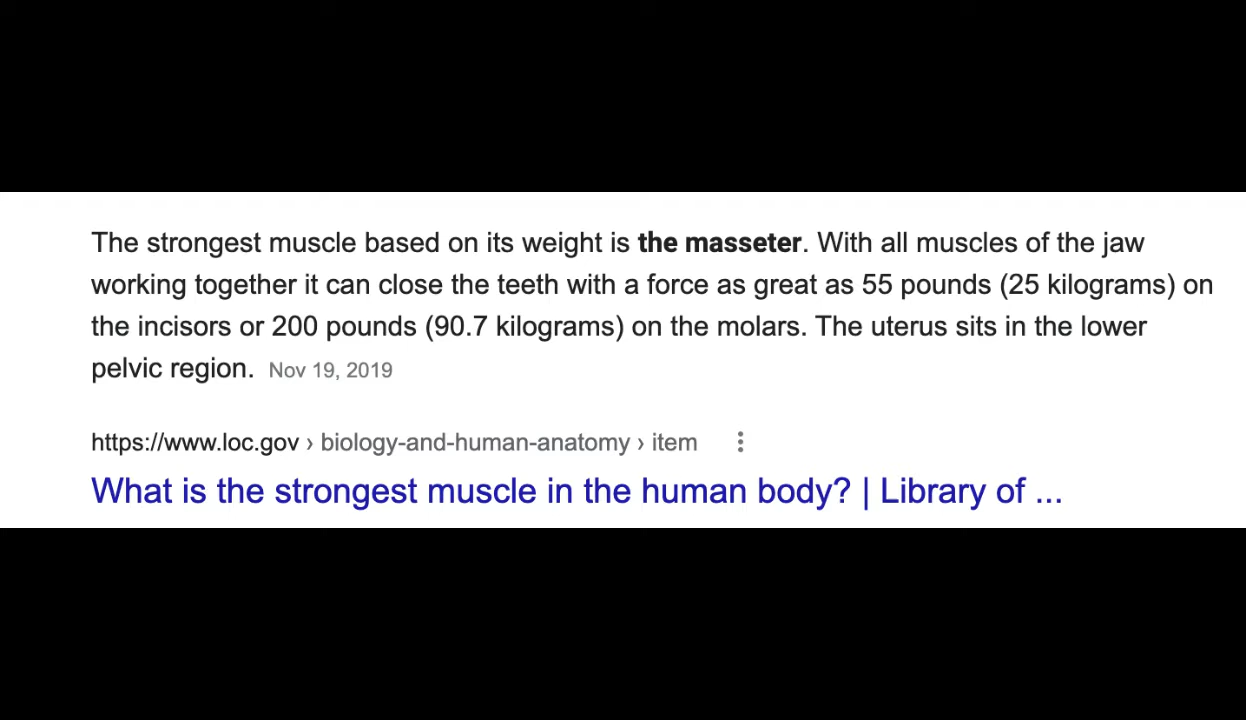 The strongest muscle based on its weight is the masseter. With all muscles of the jaw
working together it can close the teeth with a force as great as 55 pounds (25 kilograms) on
the incisors or 200 pounds (90.7 kilograms) on the molars. The uterus sits in the lower
pelvic region. Nov 19, 2019
https://www.loc.gov › biology-and-human-anatomy › item
What is the strongest muscle in the human body? | Library of ...